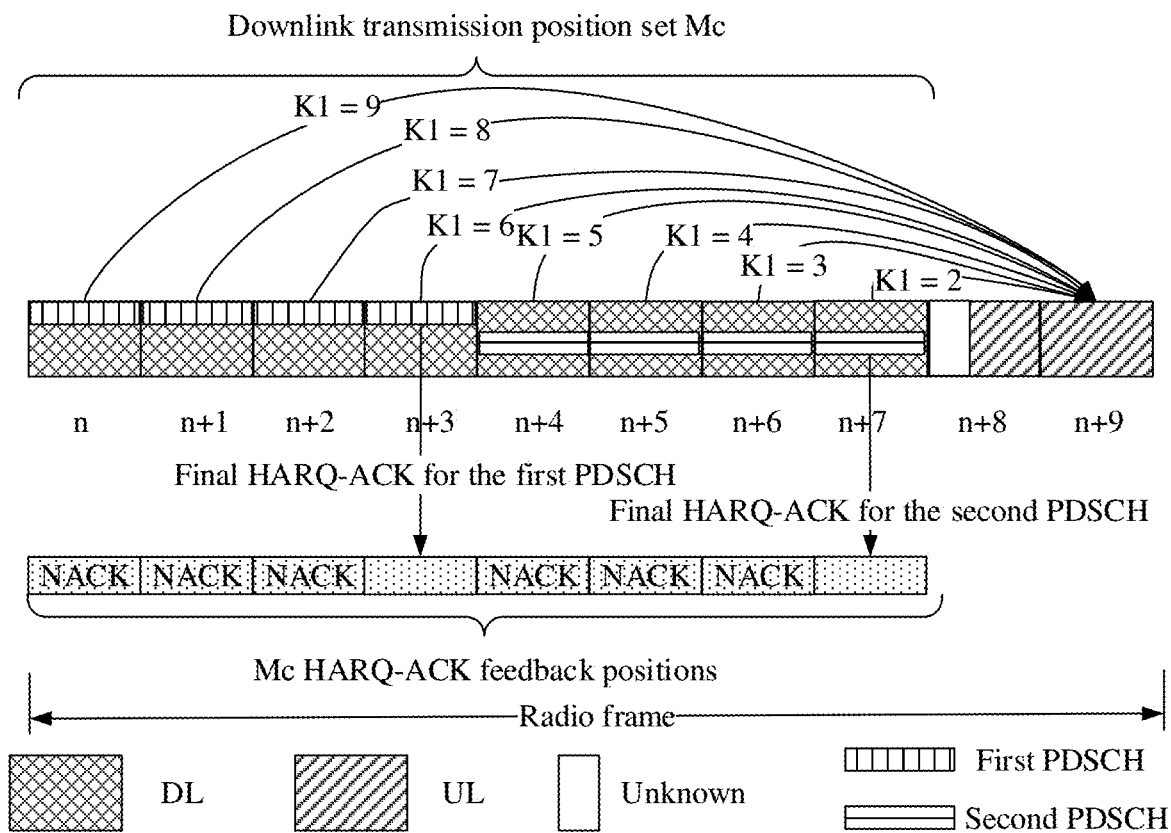 Downlink transmission position set Mc
K1 = 9
K1 = 8
K1 = 7
K1 = 6
K1 = 5
K1 = 4
K1 = 3
K1 = 2
n n+1 n+2 n+3 n+4 n+5 n+6 n+7 n+8 n+9
Final HARQ-ACK for the first PDSCH
Final HARQ-ACK for the second PDSCH
NACK NACK NACK NACK NACK NACK
Mc HARQ-ACK feedback positions
Radio frame
DL UL Unknown First PDSCH
Second PDSCH